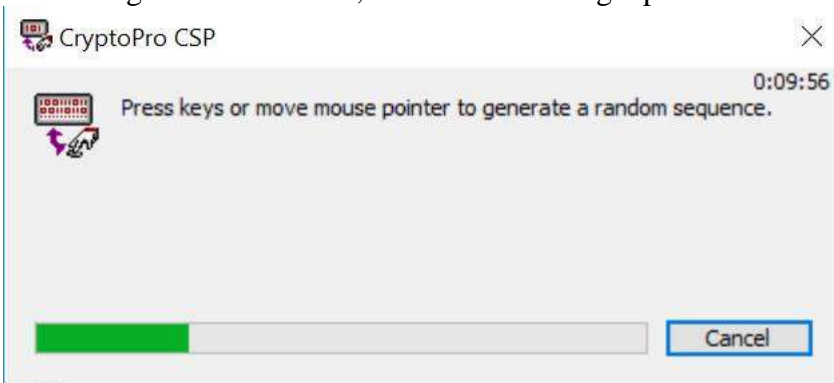 CryptoPro CSP
0:09:56
Press keys or move mouse pointer to generate a random sequence.
Cancel